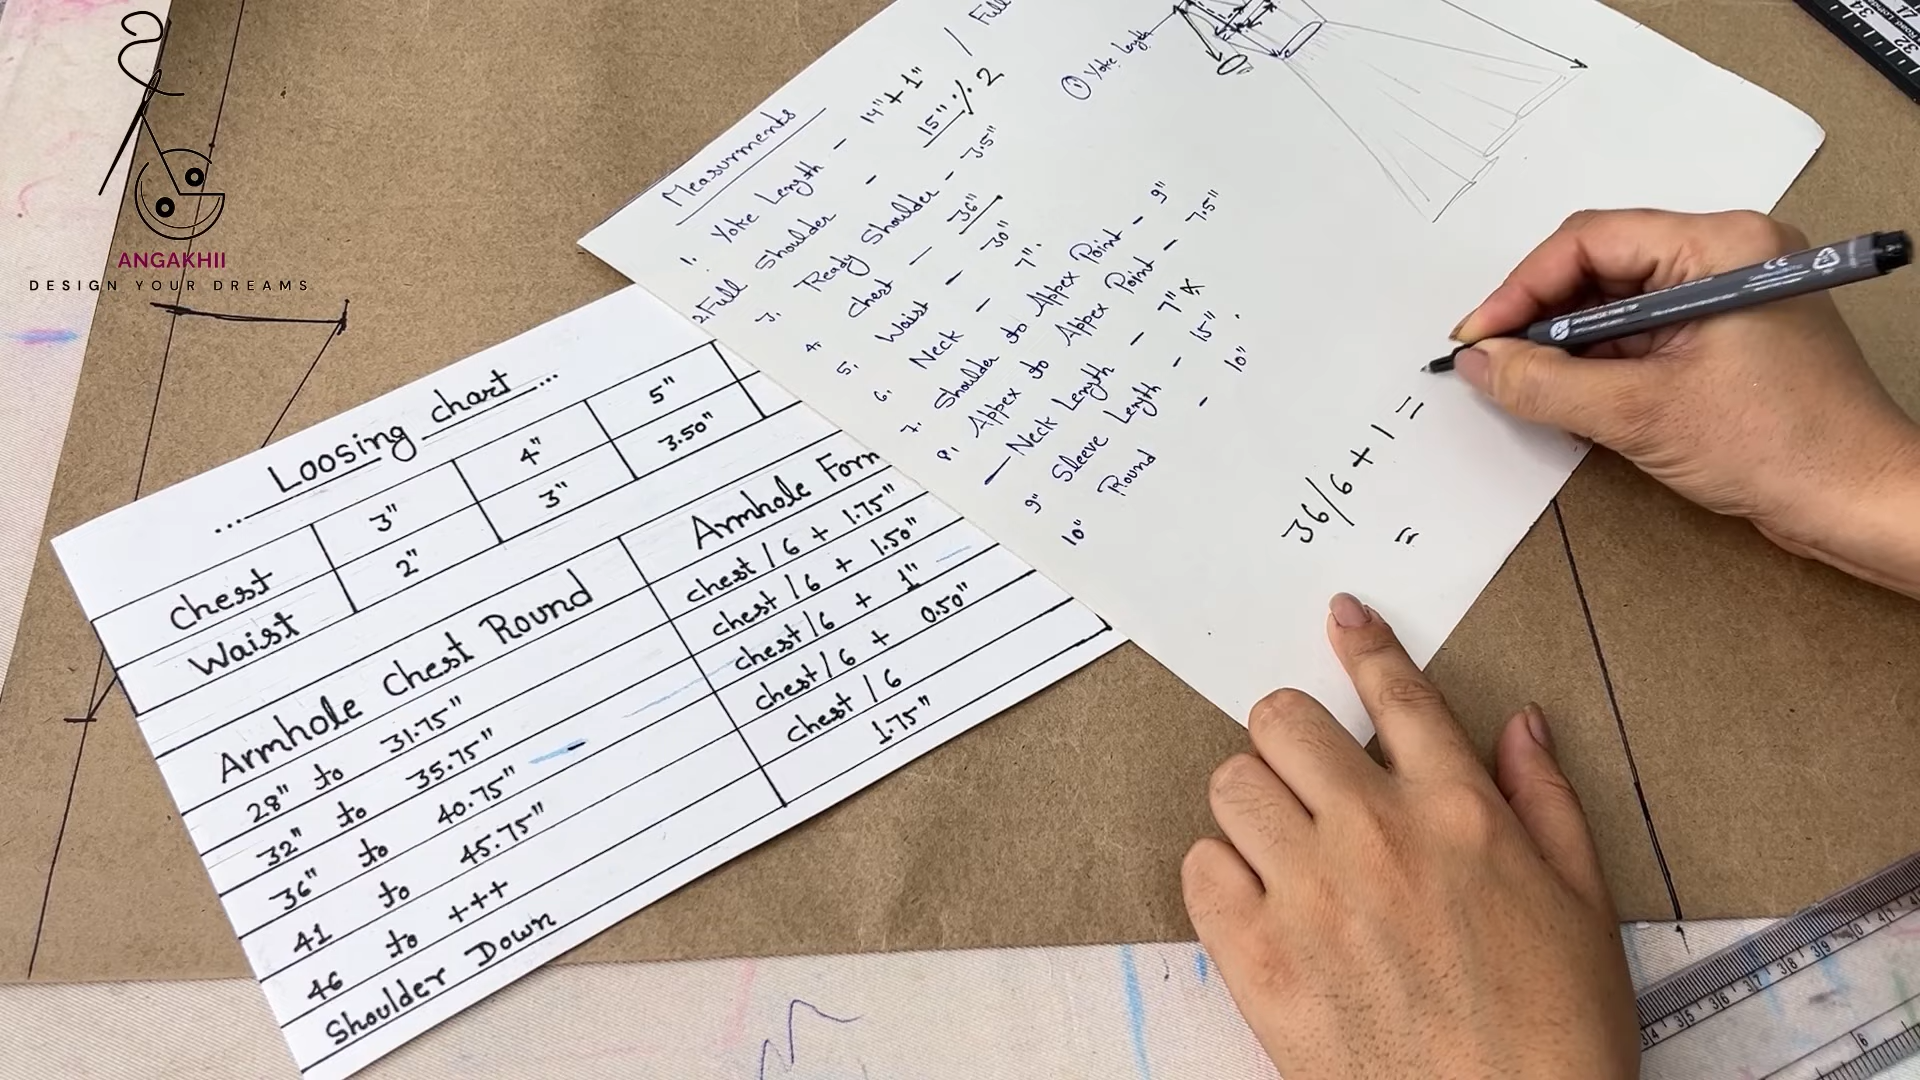 ANGAKHII
DESIGN YOUR DREAMS
Measurments
1. Yoke Length - 14"+1" / Full
2. Full Shoulder - 15" % 2
3. Ready Shoulder - 3.5"
4. Chest - 36"
5. Waist - 30"
6. Neck - 7".
7. Shoulder to Appex Point - 9"
8. Appex to Appex Point - 7.5"
— Neck Length - 7"
9" Sleeve Length - 15"
10" Round - 10"
① Yoke length
36/6+1=
=
...Loosing chart...
chest 3" 4" 5"
Waist 2" 3" 3.50"
Armhole chest Round Armhole Form
28" to 31.75" chest / 6 + 1.75"
32" to 35.75" chest / 6 + 1.50"
36" to 40.75" chest / 6 + 1"
41 to 45.75" chest / 6 + 0.50"
46 to +++ chest / 6
Shoulder Down 1.75"